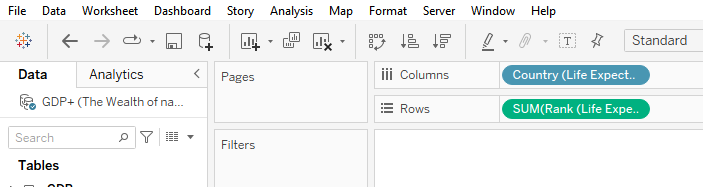 File Data Worksheet Dashboard Story Analysis Map Format Server Window Help
T Standard
Data Analytics
Pages
Columns Country (Life Expect..
GDP+ (The Wealth of na...
Rows SUM(Rank (Life Expe..
Search
Filters
Tables
GDP